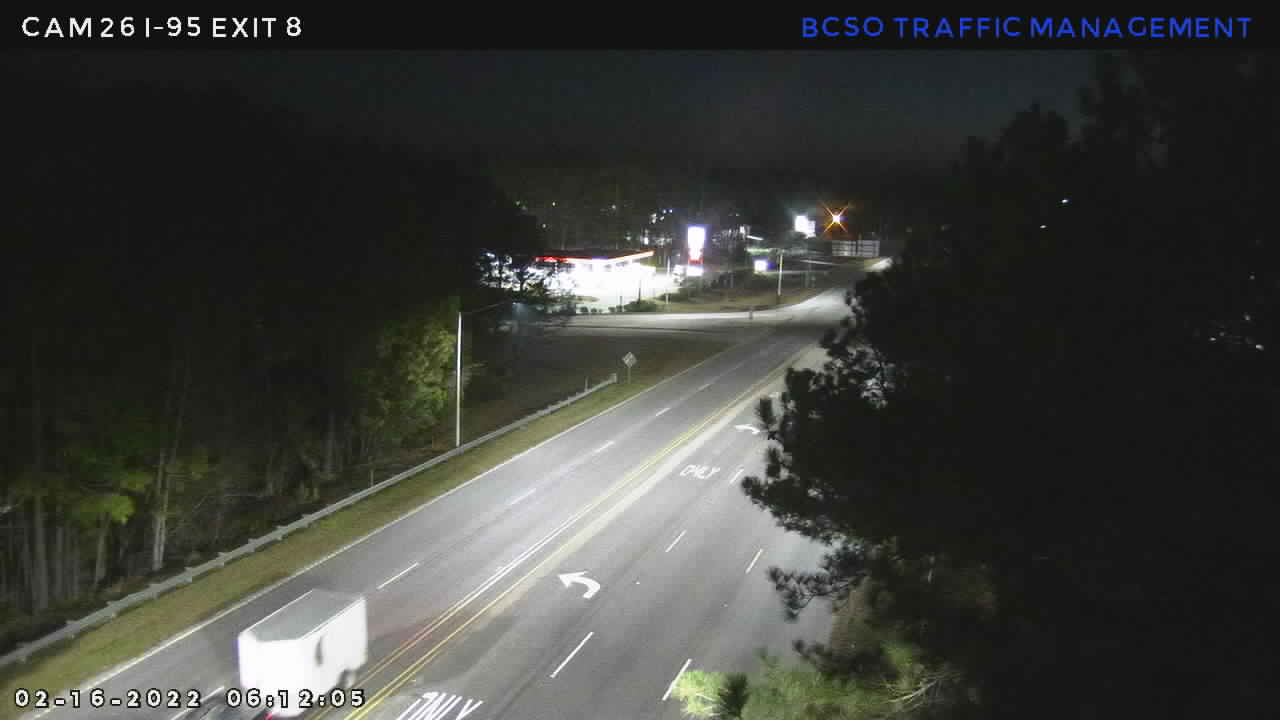 CAM 26 I-95 EXIT 8
BCSO TRAFFIC MANAGEMENT
ONLY
ONLY
02-16-2022 06:12:05